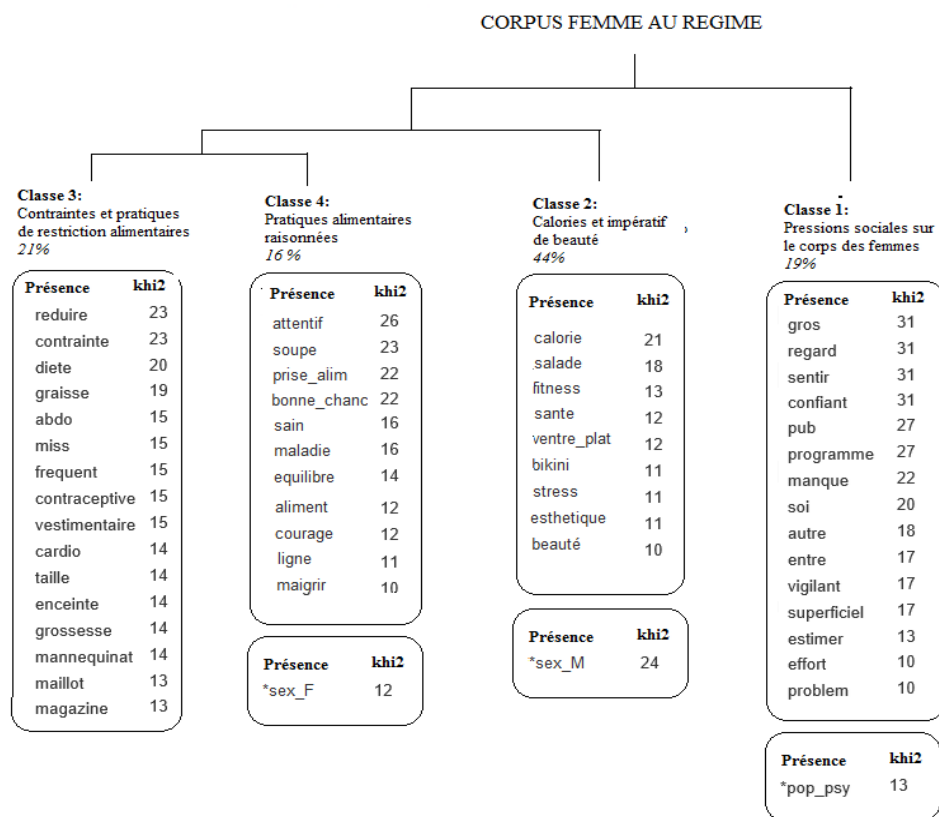 CORPUS FEMME AU REGIME
Classe 3:
Contraintes et pratiques
de restriction alimentaires
21%
Présence khi2
reduire 23
contrainte 23
diete 20
graisse 19
abdo 15
miss 15
frequent 15
contraceptive 15
vestimentaire 15
cardio 14
taille 14
enceinte 14
grossesse 14
mannequinat 14
maillot 13
magazine 13
Classe 4:
Pratiques alimentaires
raisonnées
16 %
Présence khi2
attentif 26
soupe 23
prise_alim 22
bonne_chanc 22
sain 16
maladie 16
equilibre 14
aliment 12
courage 12
ligne 11
maigrir 10
Présence khi2
*sex_F 12
Classe 2:
Calories et impératif
de beauté
44%
Présence khi2
calorie 21
salade 18
fitness 13
sante 12
ventre_plat 12
bikini 11
stress 11
esthetique 11
beauté 10
Présence khi2
*sex_M 24
Classe 1:
Pressions sociales sur
le corps des femmes
19%
Présence khi2
gros 31
regard 31
sentir 31
confiant 31
pub 27
programme 27
manque 22
soi 20
autre 18
entre 17
vigilant 17
superficiel 17
estimer 13
effort 10
problem 10
Présence khi2
*pop_psy 13